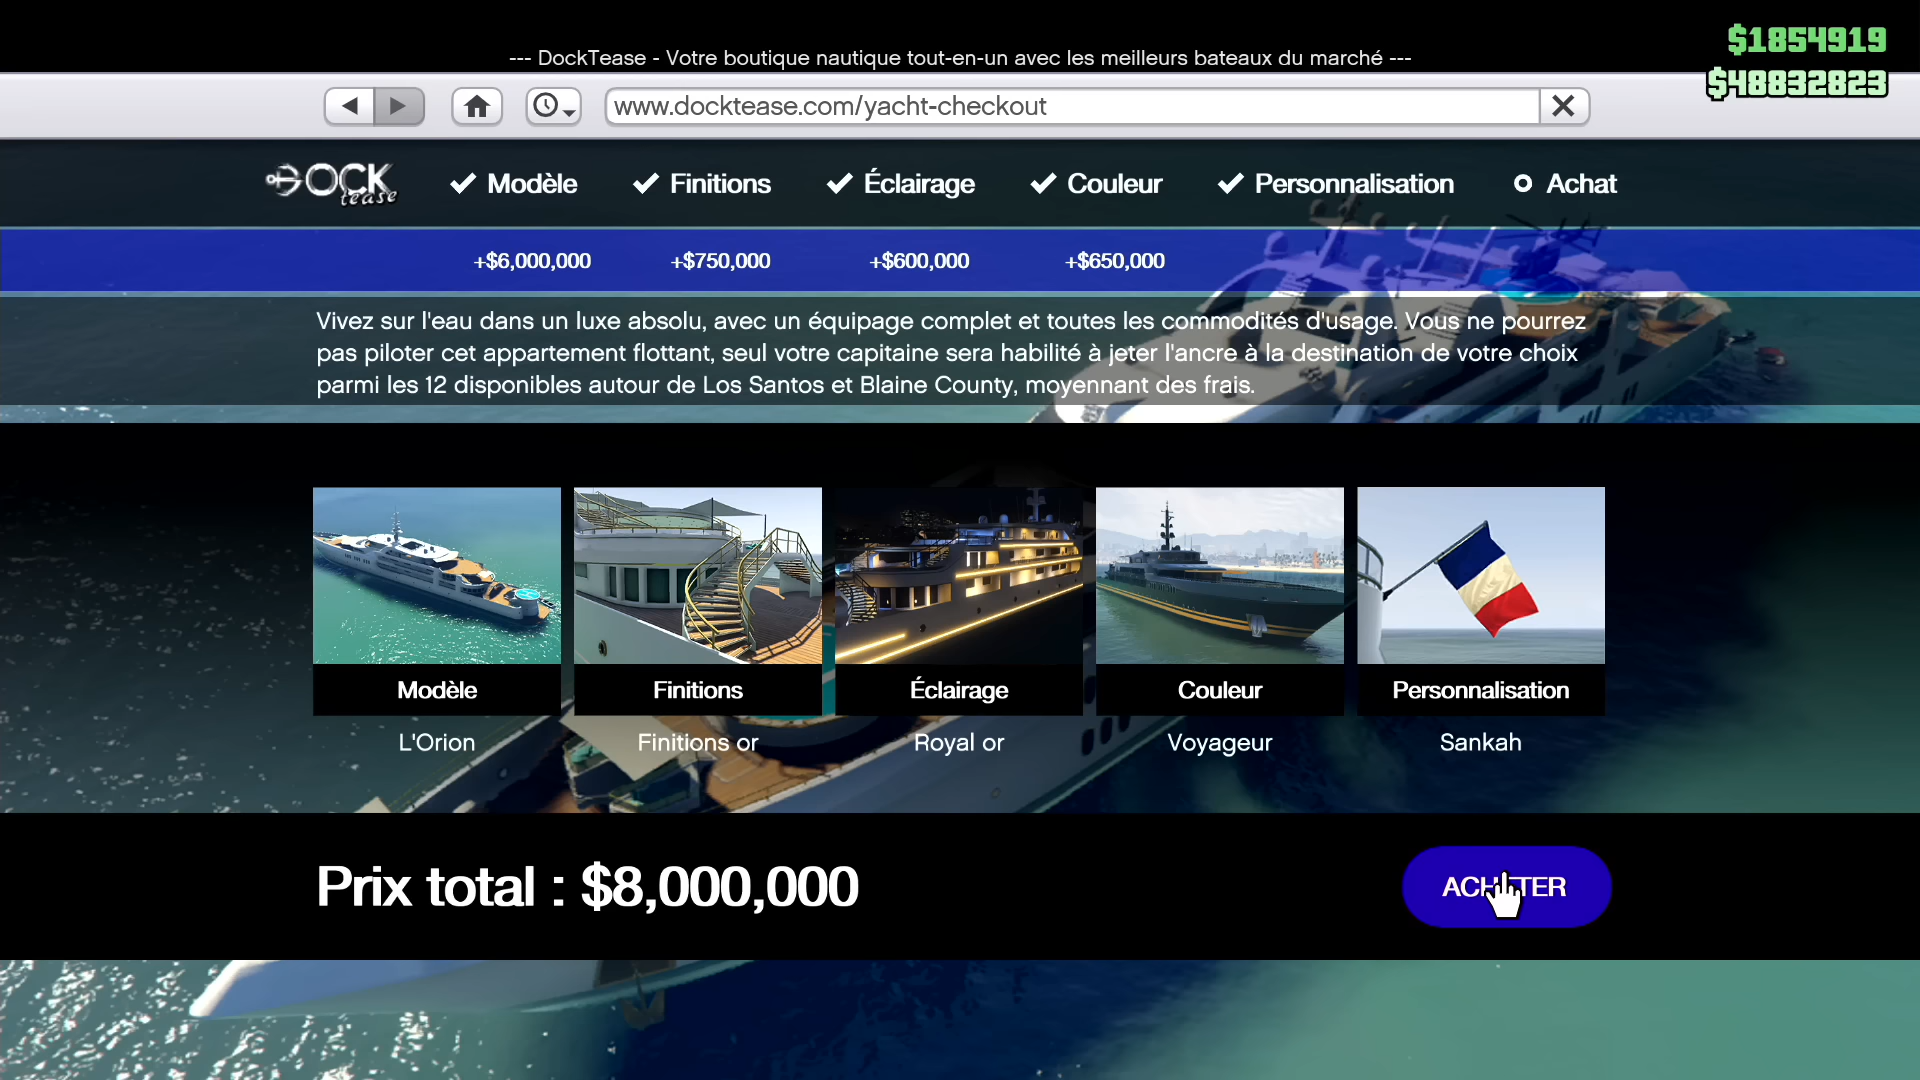 $1854919
--- DockTease - Votre boutique nautique tout-en-un avec les meilleurs bateaux du marché ---
$48832823
www.docktease.com/yacht-checkout
DOCK
tease
Modèle
Finitions
Éclairage
Couleur
Personnalisation
Achat
+$6,000,000
+$750,000
+$600,000
+$650,000
Vivez sur l'eau dans un luxe absolu, avec un équipage complet et toutes les commodités d'usage. Vous ne pourrez
pas piloter cet appartement flottant, seul votre capitaine sera habilité à jeter l'ancre à la destination de votre choix
parmi les 12 disponibles autour de Los Santos et Blaine County, moyennant des frais.
Modèle
Finitions
Éclairage
Couleur
Personnalisation
L'Orion
Finitions or
Royal or
Voyageur
Sankah
Prix total : $8,000,000
ACHETER